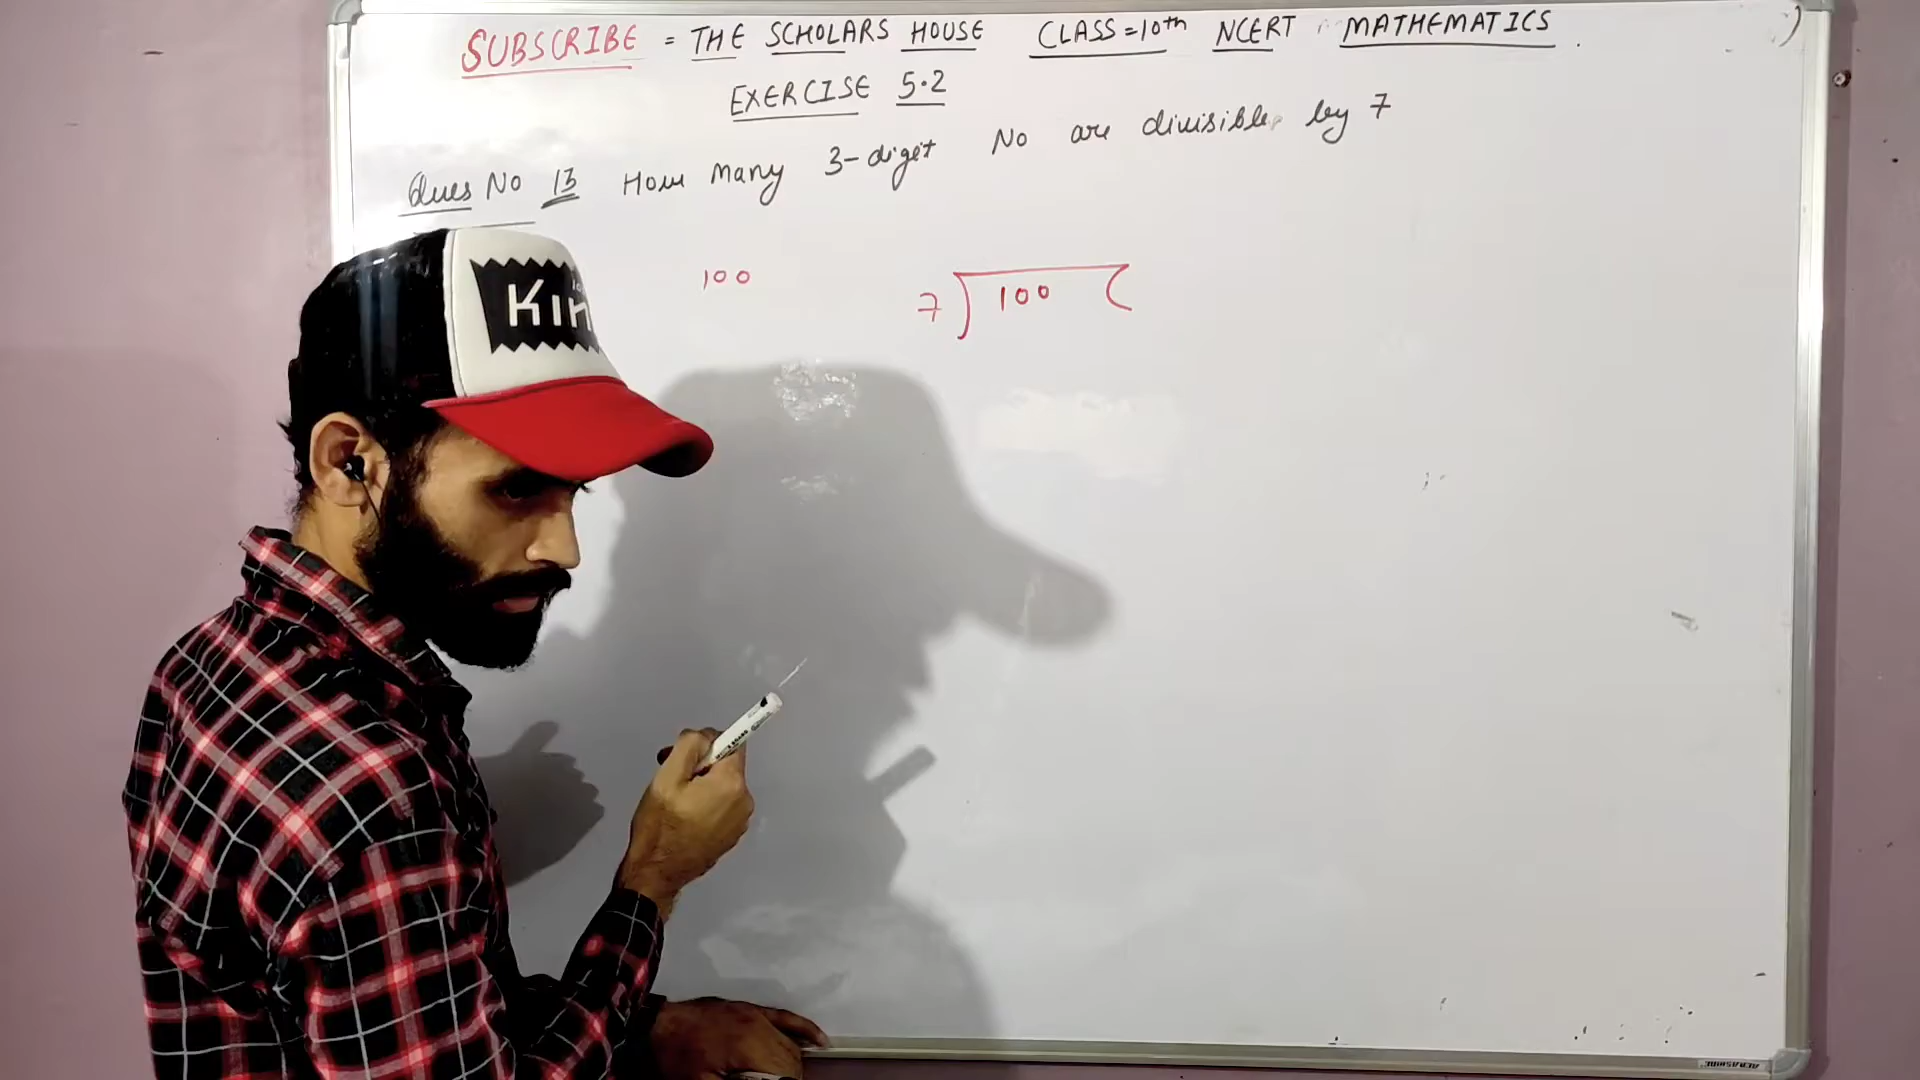 SUBSCRIBE = THE SCHOLARS HOUSE CLASS=10th NCERT MATHEMATICS
EXERCISE 5.2
Ques No 13 How many 3-digit No are divisible by 7
100
7 100
Kin